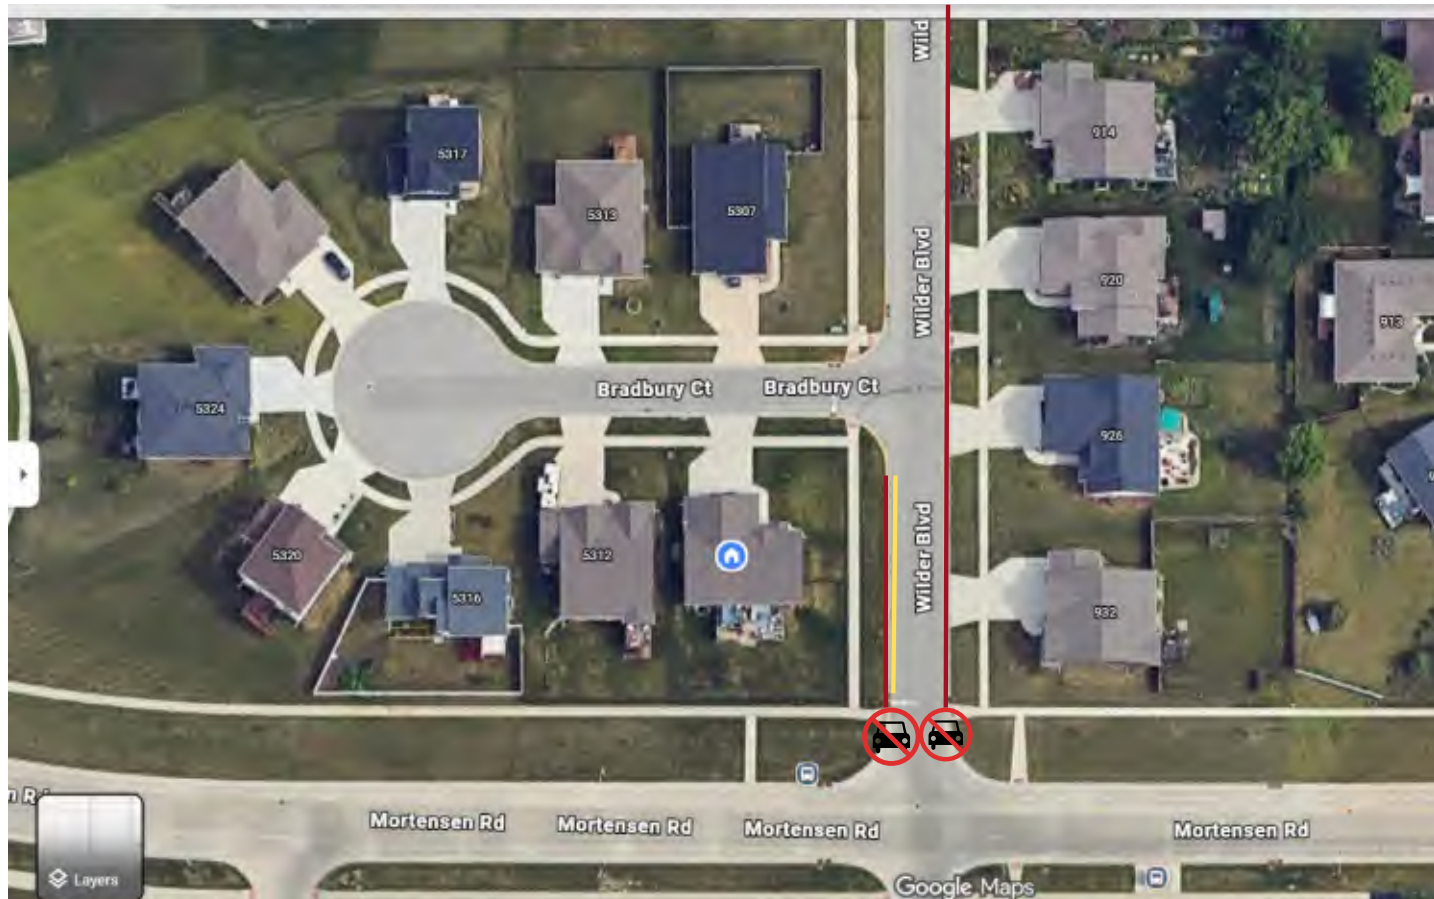 Wild
914
5317
5313
5307
Wilder Blvd
920
913
Bradbury Ct
Bradbury Ct
5324
926
Wilder Blvd
5320
5312
5316
932
Mortensen Rd
Mortensen Rd
Mortensen Rd
Mortensen Rd
Layers
Google Maps